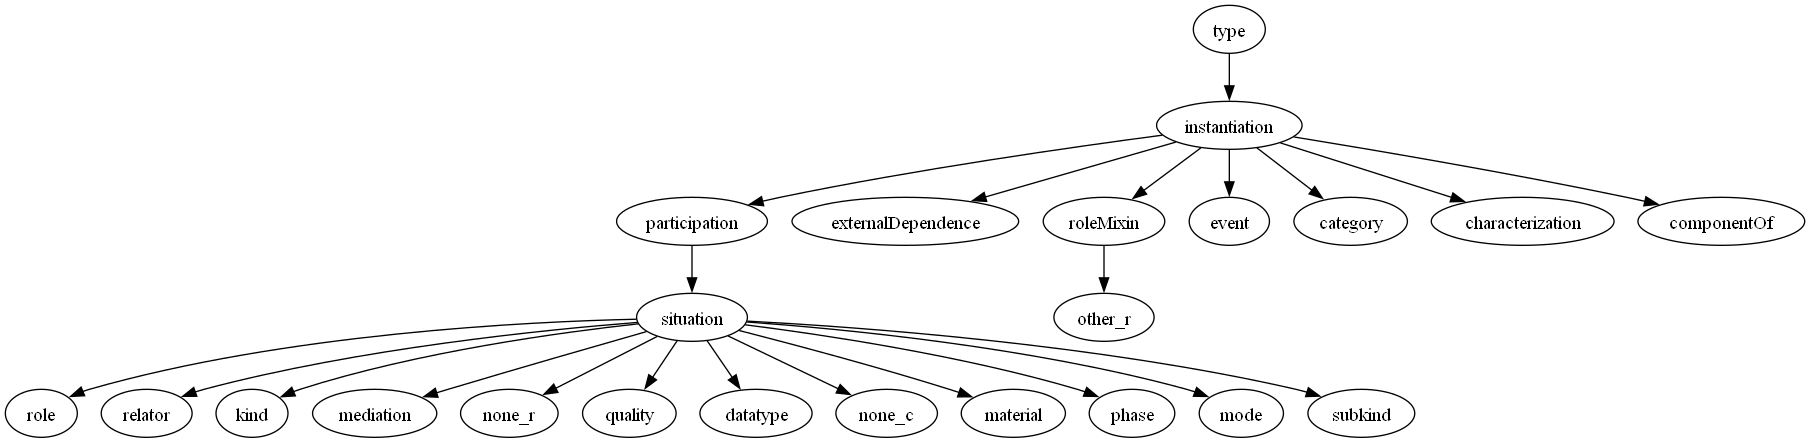 type
instantiation
participation
externalDependence
roleMixin
event
category
characterization
componentOf
situation
other_r
role
relator
kind
mediation
none_r
quality
datatype
none_c
material
phase
mode
subkind